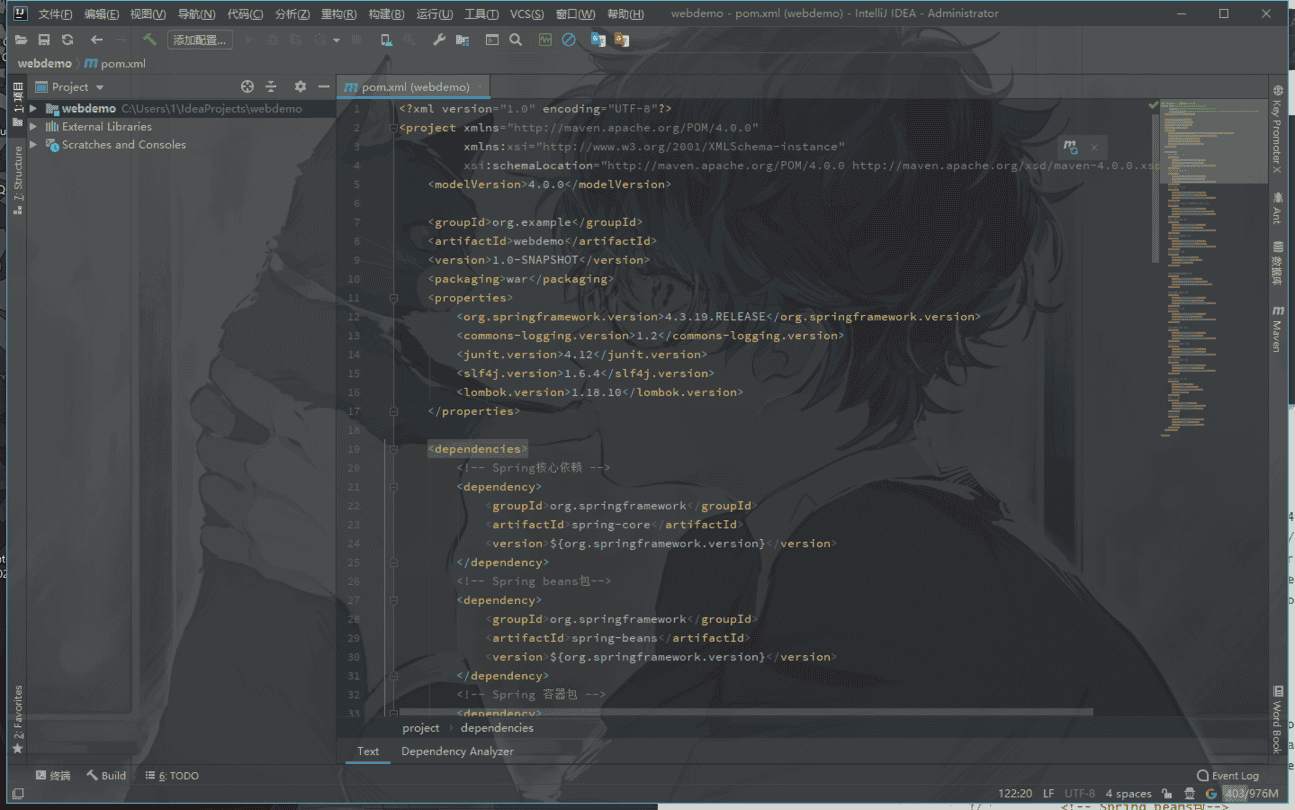 文件(F) 编辑(E) 视图(V) 导航(N) 代码(C) 分析(Z) 重构(R) 构建(B) 运行(U) 工具(T) VCS(S) 窗口(W) 帮助(H) webdemo - pom.xml (webdemo) - IntelliJ IDEA - Administrator
添加配置...
webdemo m pom.xml
Project
pom.xml (webdemo)
webdemo C:\Users\1\IdeaProjects\webdemo
External Libraries
Scratches and Consoles
1: 项目
7: Structure
2: Favorites
1 <?xml version="1.0" encoding="UTF-8"?>
2 <project xmlns="http://maven.apache.org/POM/4.0.0"
3 xmlns:xsi="http://www.w3.org/2001/XMLSchema-instance"
4 xsi:schemaLocation="http://maven.apache.org/POM/4.0.0 http://maven.apache.org/xsd/maven-4.0.0.xsd
5 <modelVersion>4.0.0</modelVersion>
6
7 <groupId>org.example</groupId>
8 <artifactId>webdemo</artifactId>
9 <version>1.0-SNAPSHOT</version>
10 <packaging>war</packaging>
11 <properties>
12 <org.springframework.version>4.3.19.RELEASE</org.springframework.version>
13 <commons-logging.version>1.2</commons-logging.version>
14 <junit.version>4.12</junit.version>
15 <slf4j.version>1.6.4</slf4j.version>
16 <lombok.version>1.18.10</lombok.version>
17 </properties>
18
19 <dependencies>
20 <!-- Spring核心依赖 -->
21 <dependency>
22 <groupId>org.springframework</groupId>
23 <artifactId>spring-core</artifactId>
24 <version>${org.springframework.version}</version>
25 </dependency>
26 <!-- Spring beans包-->
27 <dependency>
28 <groupId>org.springframework</groupId>
29 <artifactId>spring-beans</artifactId>
30 <version>${org.springframework.version}</version>
31 </dependency>
32 <!-- Spring 容器包 -->
33 <dependency>
project dependencies
Text Dependency Analyzer
Key Promoter X
Ant
数据库
m Maven
Word Book
终端 Build 6: TODO
Event Log
122:20 LF UTF-8 4 spaces 403/976M
<!-- Spring beans包-->